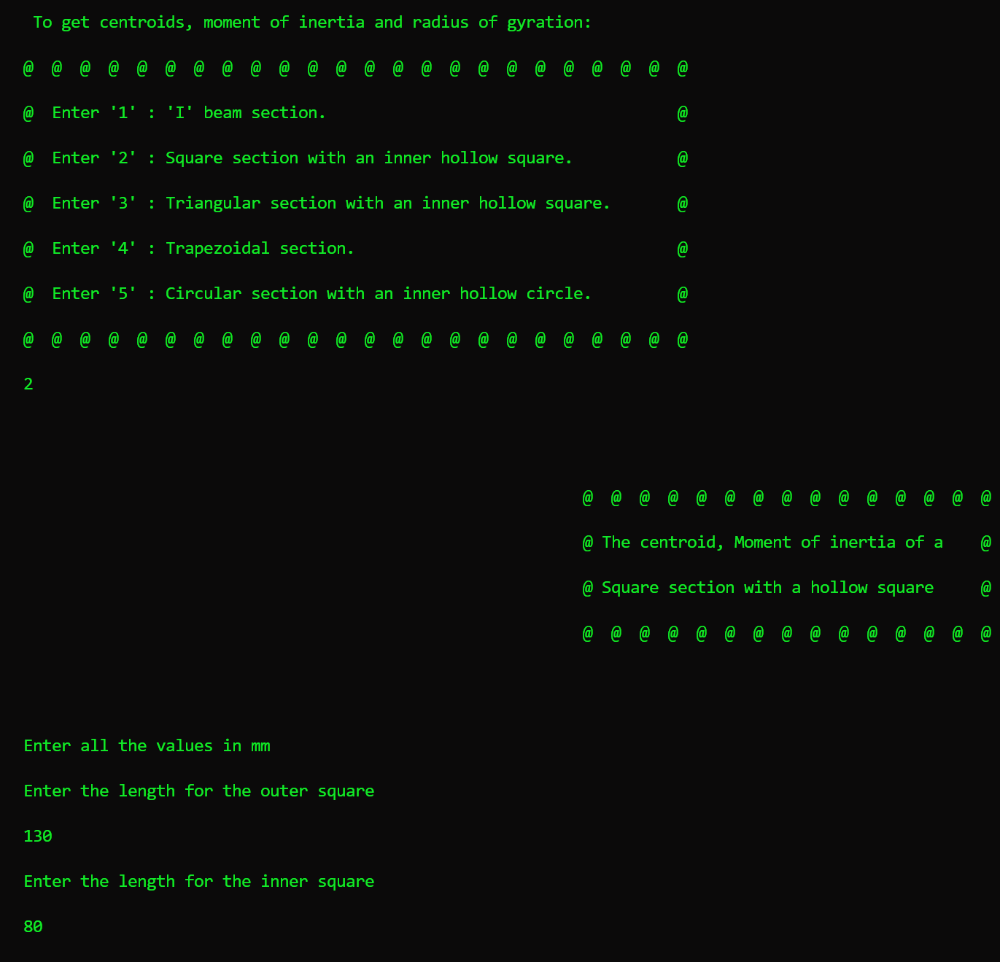 To get centroids, moment of inertia and radius of gyration:
@  @  @  @  @  @  @  @  @  @  @  @  @  @  @  @  @  @  @  @  @  @  @  @
@  Enter '1' : 'I' beam section.                                     @
@  Enter '2' : Square section with an inner hollow square.           @
@  Enter '3' : Triangular section with an inner hollow square.       @
@  Enter '4' : Trapezoidal section.                                  @
@  Enter '5' : Circular section with an inner hollow circle.         @
@  @  @  @  @  @  @  @  @  @  @  @  @  @  @  @  @  @  @  @  @  @  @  @
2
@  @  @  @  @  @  @  @  @  @  @  @  @  @  @
@ The centroid, Moment of inertia of a    @
@ Square section with a hollow square     @
@  @  @  @  @  @  @  @  @  @  @  @  @  @  @
Enter all the values in mm
Enter the length for the outer square
130
Enter the length for the inner square
80